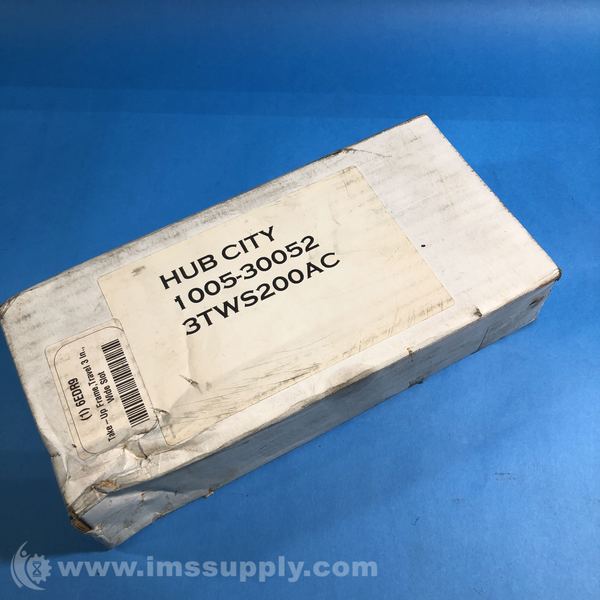 HUB CITY
1005-30052
3TWS200AC
(1) 6EDR9
Take-Up Frame,Travel 3 In.,
Wide Slot
www.imssupply.com